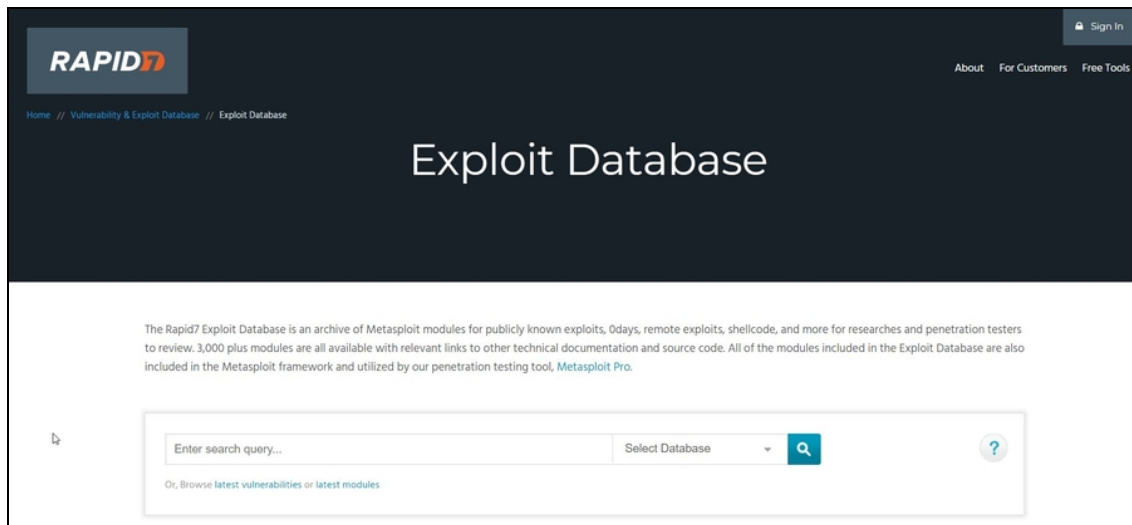 Sign In
RAPID7
About For Customers Free Tools
Home // Vulnerability & Exploit Database // Exploit Database
Exploit Database
The Rapid7 Exploit Database is an archive of Metasploit modules for publicly known exploits, 0days, remote exploits, shellcode, and more for researches and penetration testers
to review. 3,000 plus modules are all available with relevant links to other technical documentation and source code. All of the modules included in the Exploit Database are also
included in the Metasploit framework and utilized by our penetration testing tool, Metasploit Pro.
Enter search query... Select Database ?
Or, Browse latest vulnerabilities or latest modules